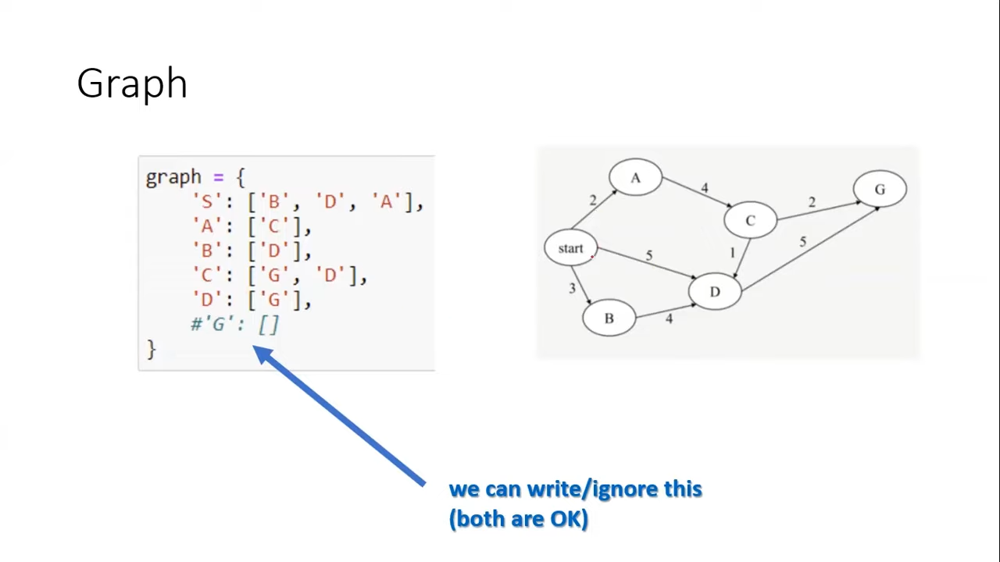 Graph
graph = {
'S': ['B', 'D', 'A'],
'A': ['C'],
'B': ['D'],
'C': ['G', 'D'],
'D': ['G'],
#'G': []
}
A
G
4
2
2
C
start
5
5
1
3
D
B
4
we can write/ignore this
(both are OK)